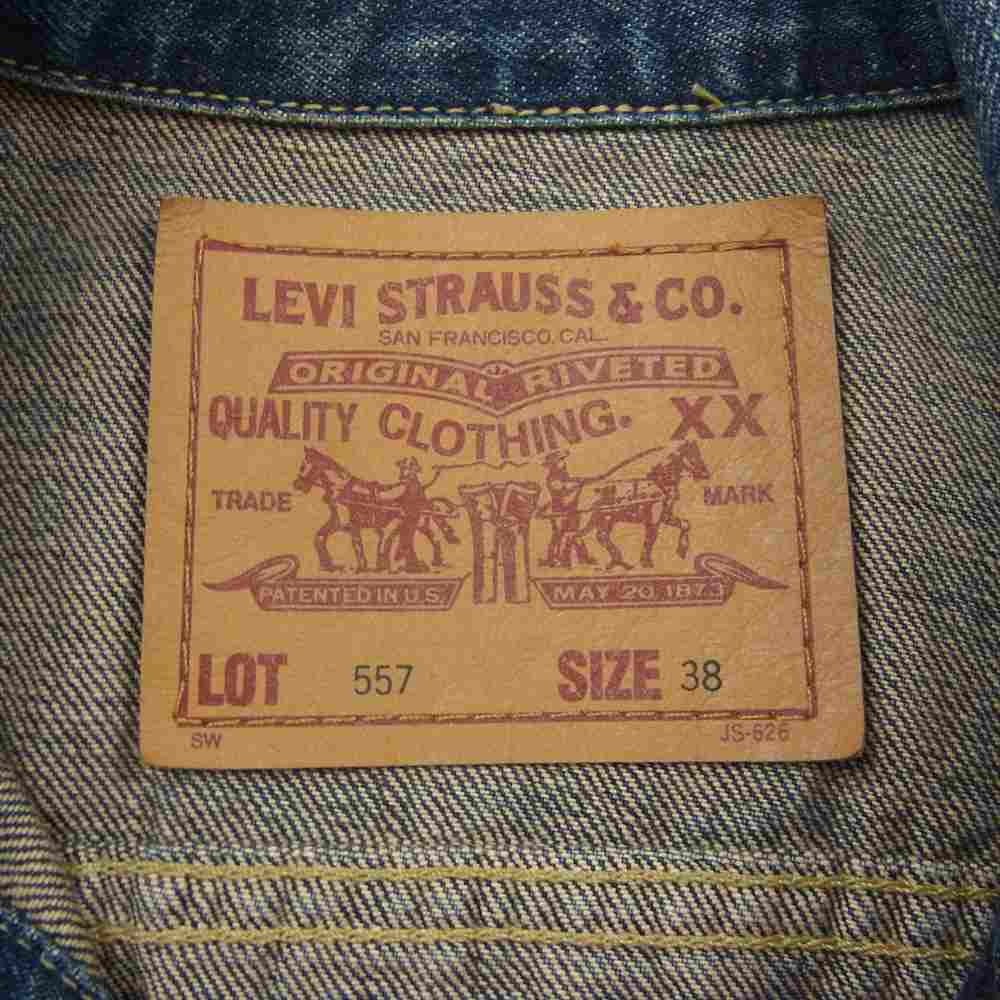 LEVI STRAUSS & CO.
SAN FRANCISCO, CAL.
ORIGINAL RIVETED
QUALITY CLOTHING. XX
TRADE MARK
PATENTED IN U.S. MAY 20 1873
LOT 557 SIZE 38
SW JS-626